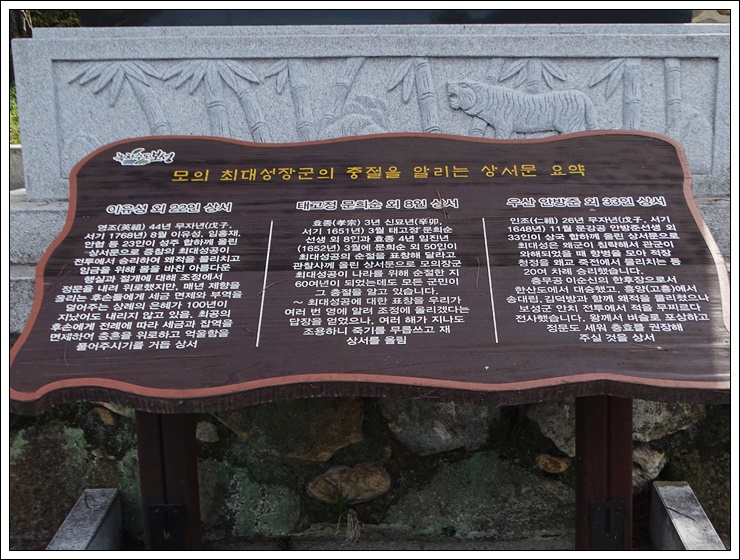 녹차수도보성
모의 최대성장군의 충절을 알리는 상서문 요약
이유성 외 22인 상서
영조(英祖) 44년 무자년(戊子,
서기 1768년) 8월 이유성, 임흥재,
안협 등 23인이 성주 합하께 올린
상서문으로 증참의 최대성공이
전투에서 승전하며 왜적을 물리치고
임금을 위해 몸을 바친 아름다운
행실과 정개에 대해 조정에서
정문을 내려 위로했지만, 매년 제향을
올리는 후손들에게 세금 면제와 부역을
덜어주는 상례의 은혜가 100년이
지났어도 내리지 않고 있음. 최공의
후손에게 전례에 따라 세금과 잡역을
면제하여 충혼을 위로하고 억울함을
풀어주시기를 거듭 상서
태고정 문희순 외 8인 상서
효종(孝宗) 3년 신묘년(辛卯,
서기 1651년) 3월 태고정 문희순
선생 외 8인과 효종 4년 임진년
(1652년) 3월에 문희순 외 50인이
최대성공의 순절을 표창해 달라고
관찰사께 올린 상서문으로 모의장군
최대성공이 나라를 위해 순절한 지
60여년이 되었는데도 모든 군민이
그 충절을 알고 있습니다.
~ 최대성공에 대한 표창을 우리가
여러 번 영에 알려 조정에 올리겠다는
답장을 얻었으나, 여러 해가 지나도
조용하니 죽기를 무릅쓰고 재
상서를 올림
우산 안방준 외 33인 상서
인조(仁祖) 26년 무자년(戊子, 서기
1648년) 11월 문강공 안방준선생 외
33인이 상국 합하께 올린 상서문으로
최대성은 왜군이 침략해서 관군이
와해되었을 때 향병을 모아 적장
청정을 왜교 죽전에서 물리치는 등
20여 차례 승리했습니다.
충무공 이순신의 한후장으로서
한산도에서 대승했고, 흥양(고흥)에서
송대립, 김덕방과 함께 왜적을 물리쳤으나
보성군 안치 전투에서 적을 무찌르다
전사했습니다. 왕께서 벼슬로 포상하고
정문도 세워 충효를 권장해
주실 것을 상서